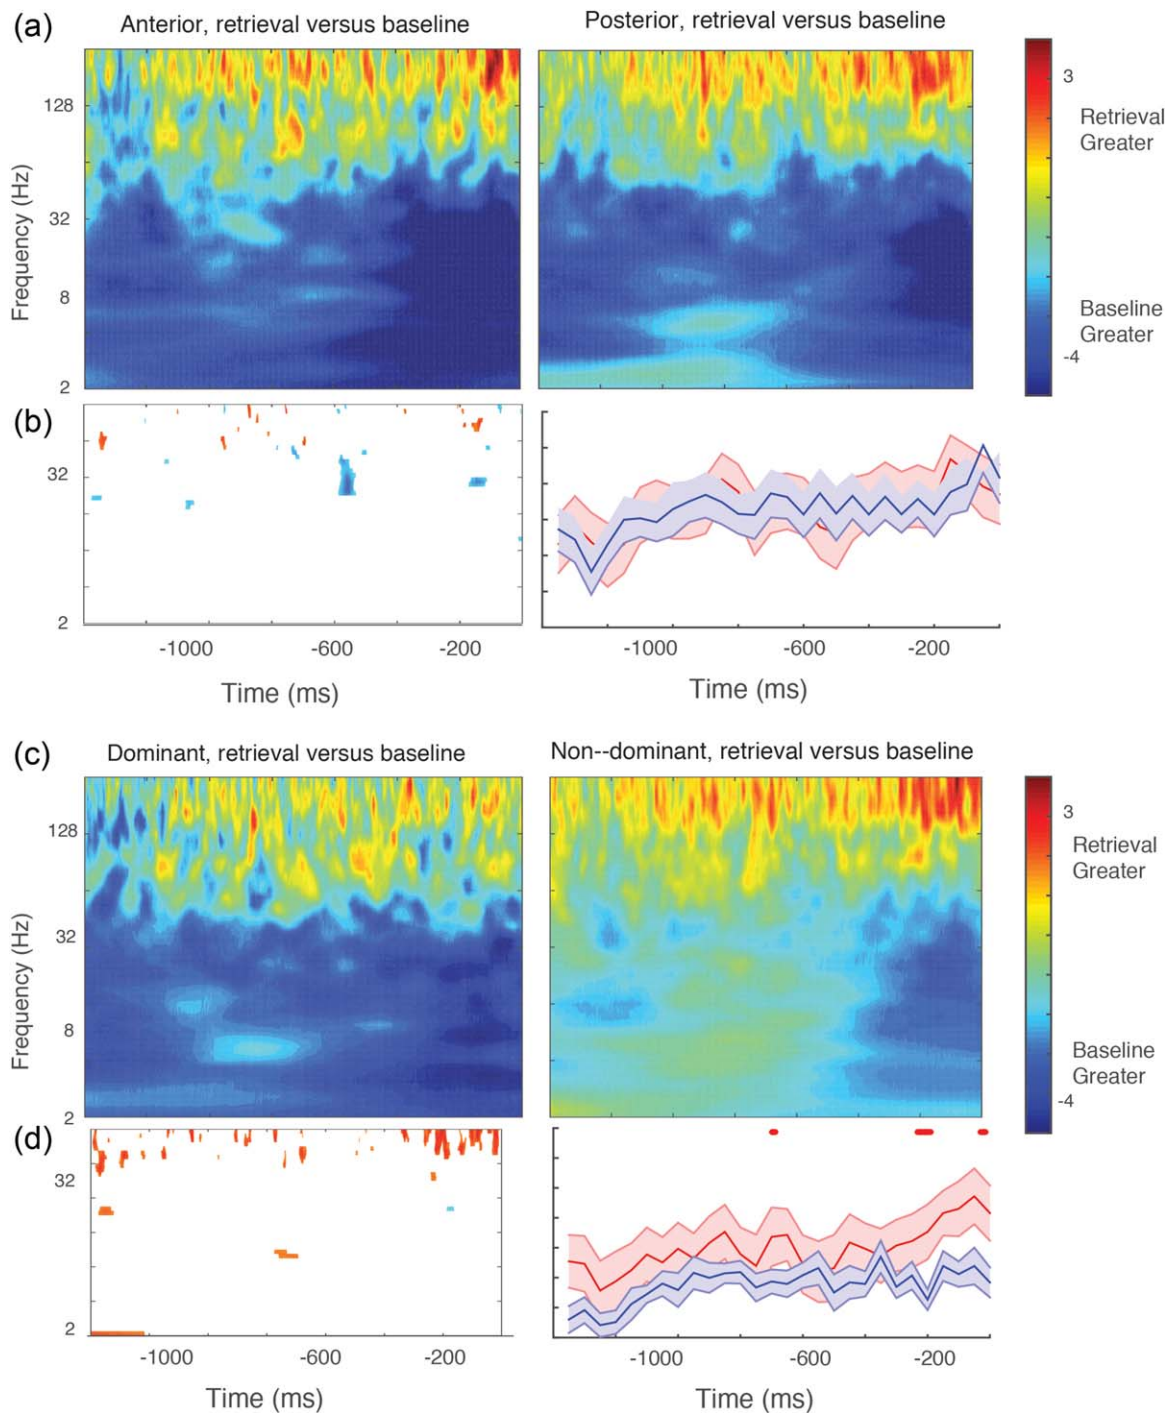 (a)
Anterior, retrieval versus baseline
Posterior, retrieval versus baseline
Frequency (Hz)
128
32
8
2
3
Retrieval
Greater
Baseline
Greater
-4
(b)
32
2
-1000
-600
-200
Time (ms)
-1000
-600
-200
Time (ms)
(c)
Dominant, retrieval versus baseline
Non--dominant, retrieval versus baseline
Frequency (Hz)
128
32
8
2
3
Retrieval
Greater
Baseline
Greater
-4
(d)
32
2
-1000
-600
-200
Time (ms)
-1000
-600
-200
Time (ms)